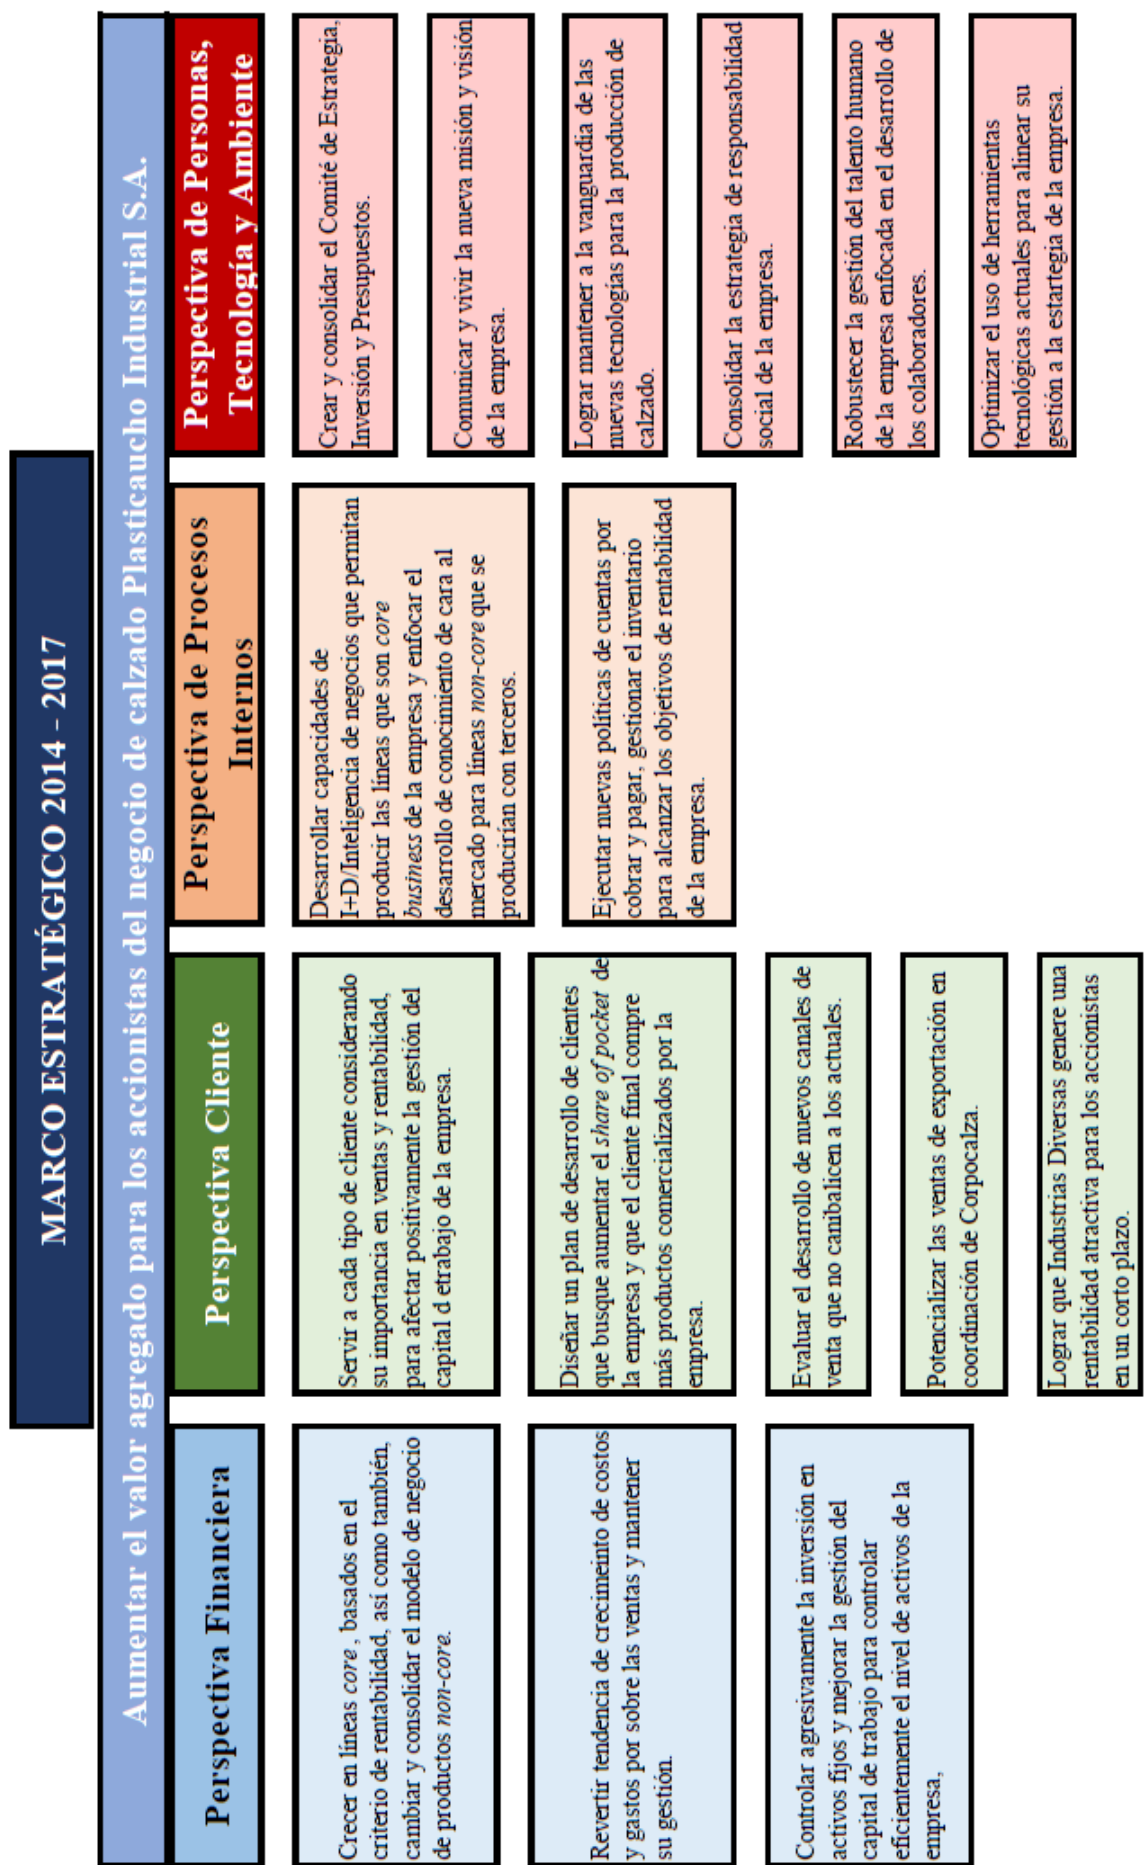 MARCO ESTRATÉGICO 2014 - 2017
Aumentar el valor agregado para los accionistas del negocio de calzado Plasticaucho Industrial S.A.
Perspectiva Financiera
Crecer en líneas core , basados en el
criterio de rentabilidad, así como también,
cambiar y consolidar el modelo de negocio
de productos non-core.
Revertir tendencia de crecimeinto de costos
y gastos por sobre las ventas y mantener
su gestión.
Controlar agresivamente la inversión en
activos fijos y mejorar la gestión del
capital de trabajo para controlar
eficientemente el nivel de activos de la
empresa,
Perspectiva Cliente
Servir a cada tipo de cliente considerando
su importancia en ventas y rentabilidad,
para afectar positivamente la gestión del
capital d etrabajo de la empresa.
Diseñar un plan de desarrollo de clientes
que busque aumentar el share of pocket de
la empresa y que el cliente final compre
más productos comercializados por la
empresa.
Evaluar el desarrollo de nuevos canales de
venta que no canibalicen a los actuales.
Potencializar las ventas de exportación en
coordinación de Corpocalza.
Lograr que Industrias Diversas genere una
rentabilidad atractiva para los accionistas
en un corto plazo.
Perspectiva de Procesos
Internos
Desarrollar capacidades de
I+D/Inteligencia de negocios que permitan
producir las líneas que son core
business de la empresa y enfocar el
desarrollo de conocimiento de cara al
mercado para líneas non-core que se
producirían con terceros.
Ejecutar nuevas políticas de cuentas por
cobrar y pagar, gestionar el inventario
para alcanzar los objetivos de rentabilidad
de la empresa.
Perspectiva de Personas,
Tecnología y Ambiente
Crear y consolidar el Comité de Estrategia,
Inversión y Presupuestos.
Comunicar y vivir la nueva misión y visión
de la empresa.
Lograr mantener a la vanguardia de las
nuevas tecnologías para la producción de
calzado.
Consolidar la estrategia de responsabilidad
social de la empresa.
Robustecer la gestión del talento humano
de la empresa enfocada en el desarrollo de
los colaboradores.
Optimizar el uso de herramientas
tecnológicas actuales para alinear su
gestión a la estartegia de la empresa.